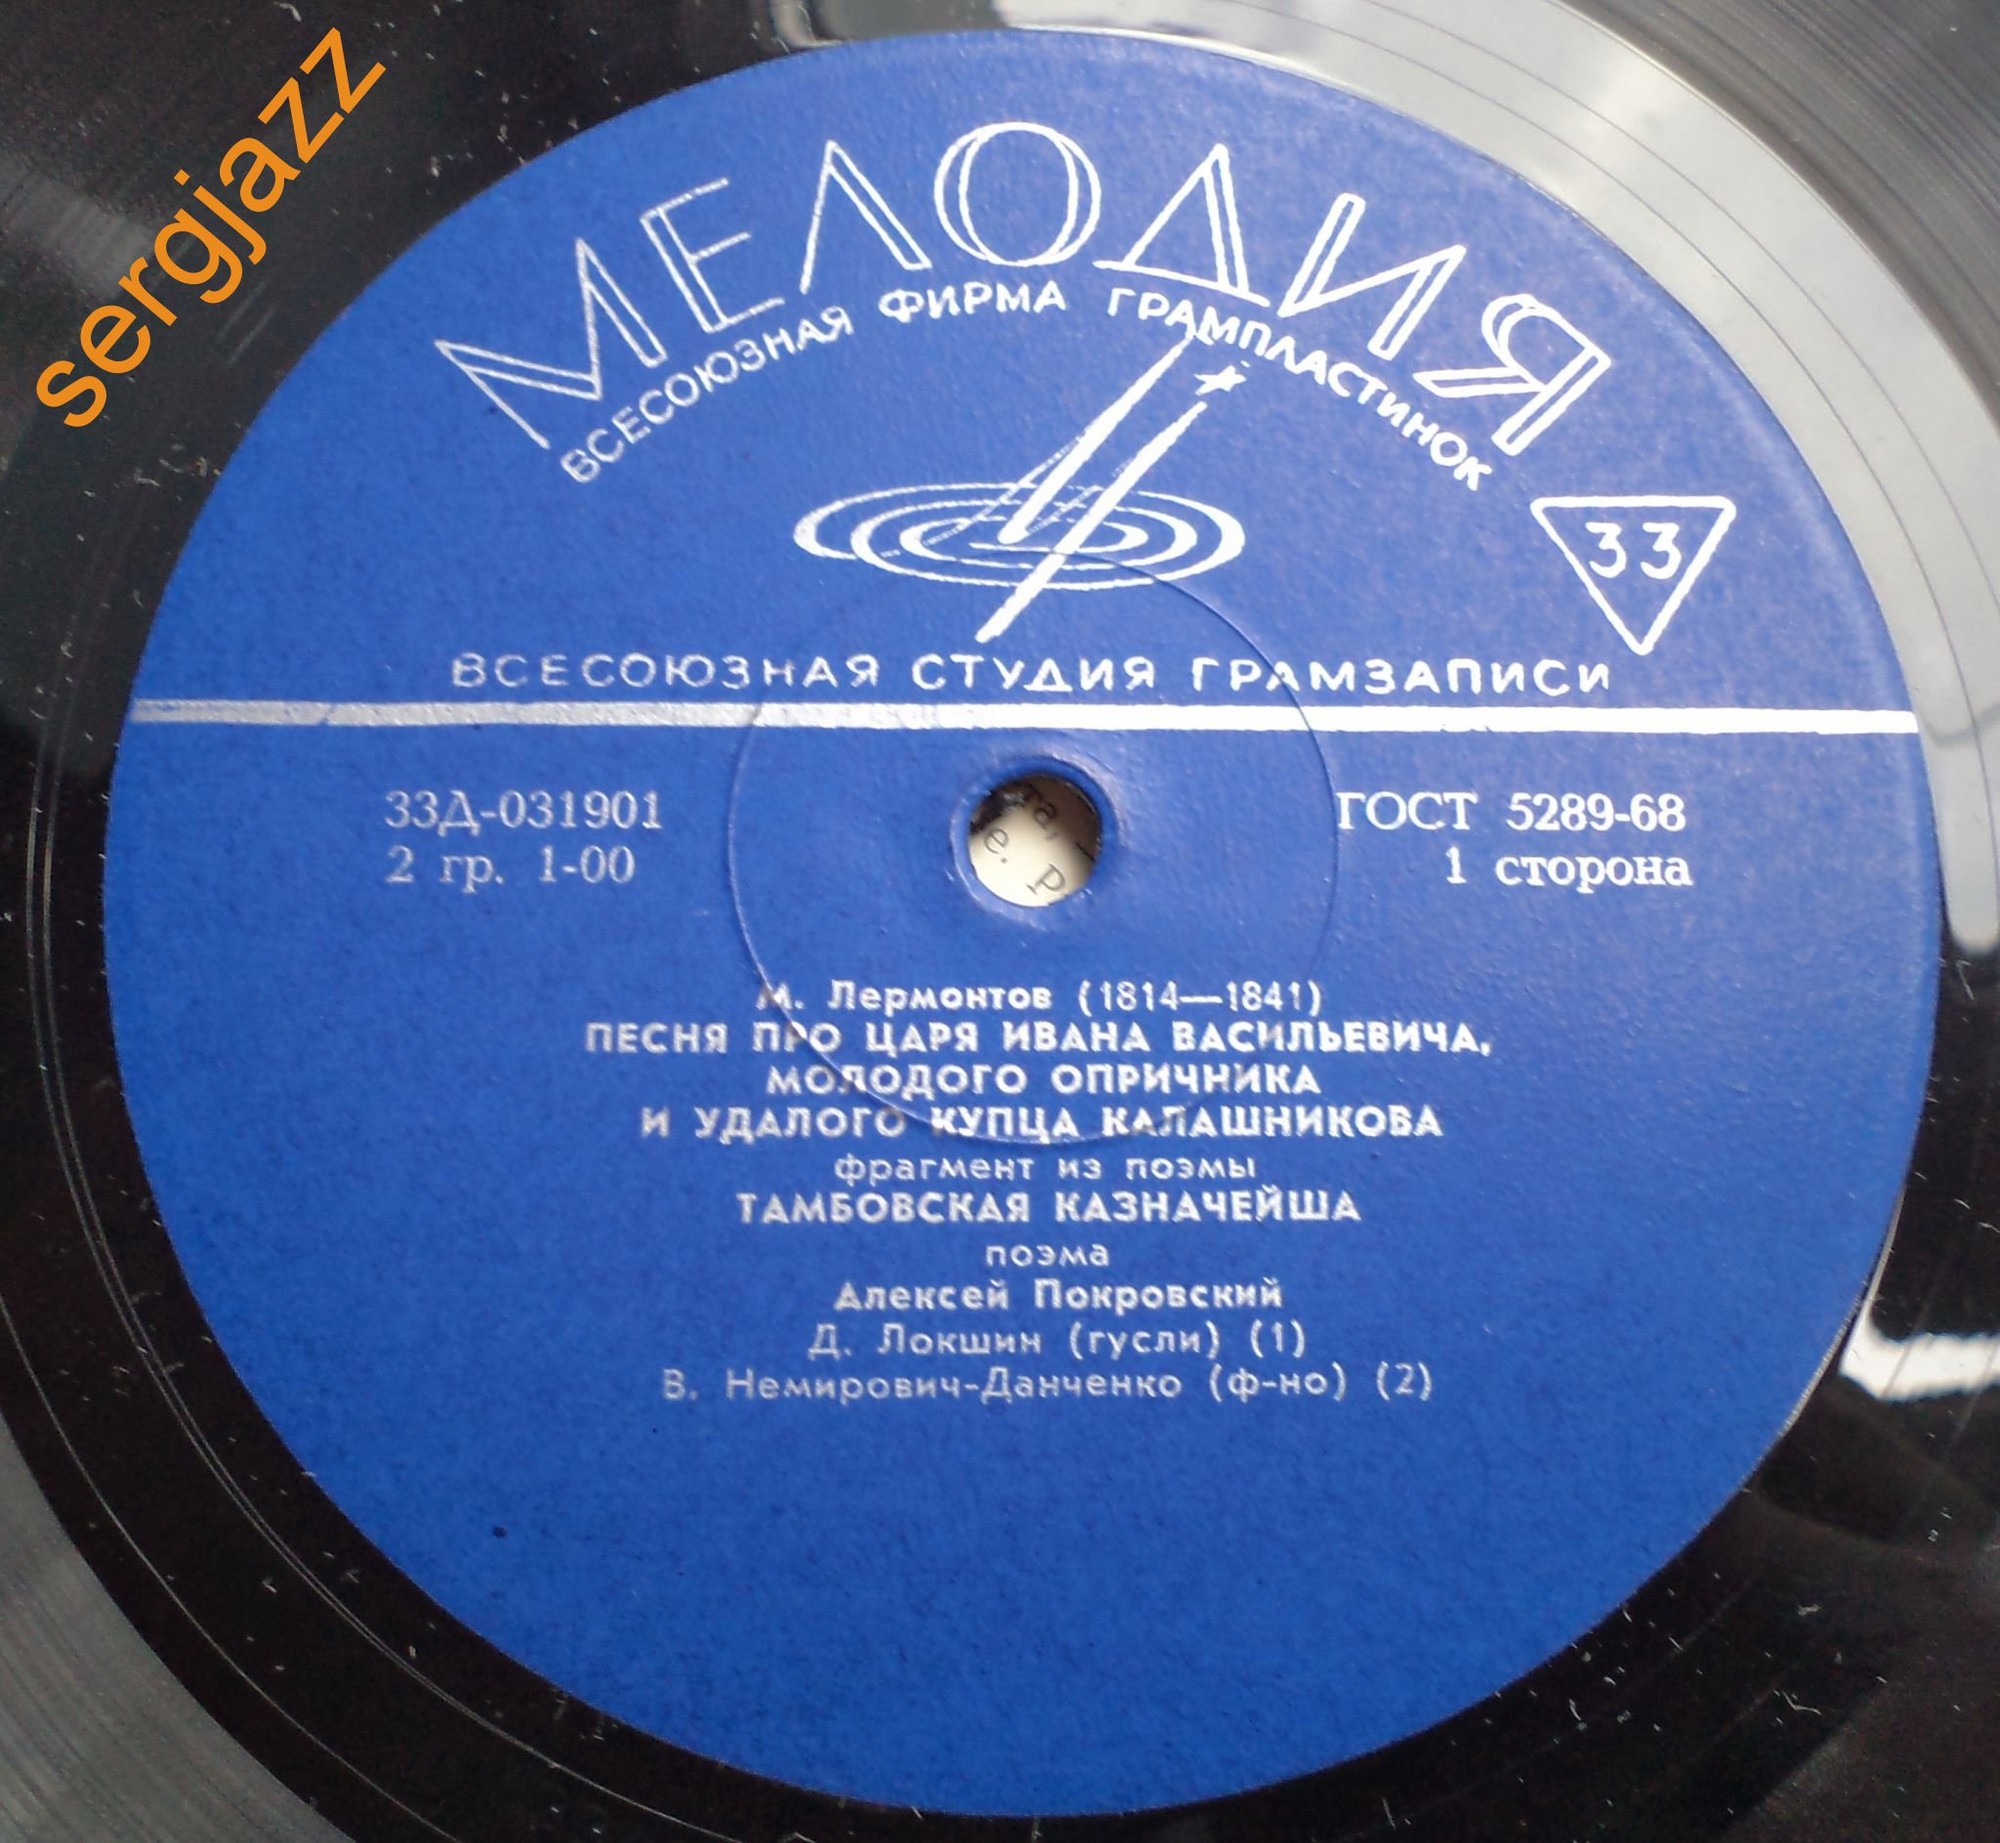 sergjazz
МЕЛОДИЯ
ВСЕСОЮЗНАЯ ФИРМА ГРАМПЛАСТИНОК
33
ВСЕСОЮЗНАЯ СТУДИЯ ГРАМЗАПИСИ
33Д-031901
ГОСТ 5289-68
2 гр. 1-00
1 сторона
М. Лермонтов (1814—1841)
ПЕСНЯ ПРО ЦАРЯ ИВАНА ВАСИЛЬЕВИЧА,
МОЛОДОГО ОПРИЧНИКА
И УДАЛОГО КУПЦА КАЛАШНИКОВА
фрагмент из поэмы
ТАМБОВСКАЯ КАЗНАЧЕЙША
поэма
Алексей Покровский
Д. Локшин (гусли) (1)
В. Немирович-Данченко (ф-но) (2)